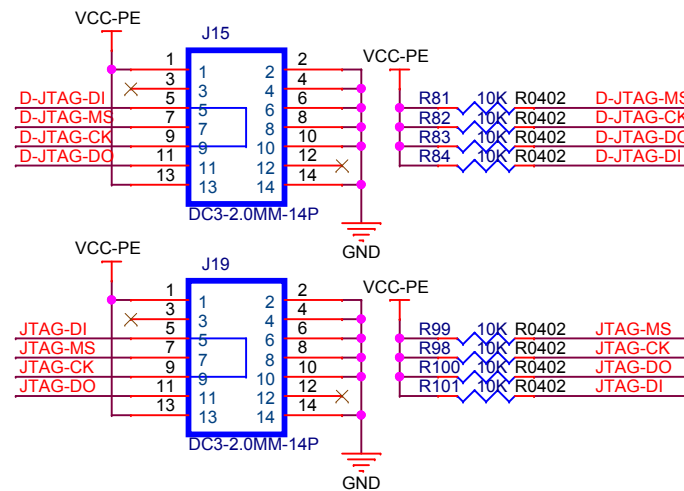 VCC-PE
J15
VCC-PE
1 1 2 2
3 3 4 4
R81 10K R0402 D-JTAG-MS
D-JTAG-DI 5 5 6 6
R82 10K R0402 D-JTAG-CK
D-JTAG-MS 7 7 8 8
R83 10K R0402 D-JTAG-DO
D-JTAG-CK 9 9 10 10
R84 10K R0402 D-JTAG-DI
D-JTAG-DO 11 11 12 12
13 13 14 14
DC3-2.0MM-14P
GND
VCC-PE
J19
VCC-PE
1 1 2 2
3 3 4 4
R99 10K R0402 JTAG-MS
JTAG-DI 5 5 6 6
R98 10K R0402 JTAG-CK
JTAG-MS 7 7 8 8
R100 10K R0402 JTAG-DO
JTAG-CK 9 9 10 10
R101 10K R0402 JTAG-DI
JTAG-DO 11 11 12 12
13 13 14 14
DC3-2.0MM-14P
GND